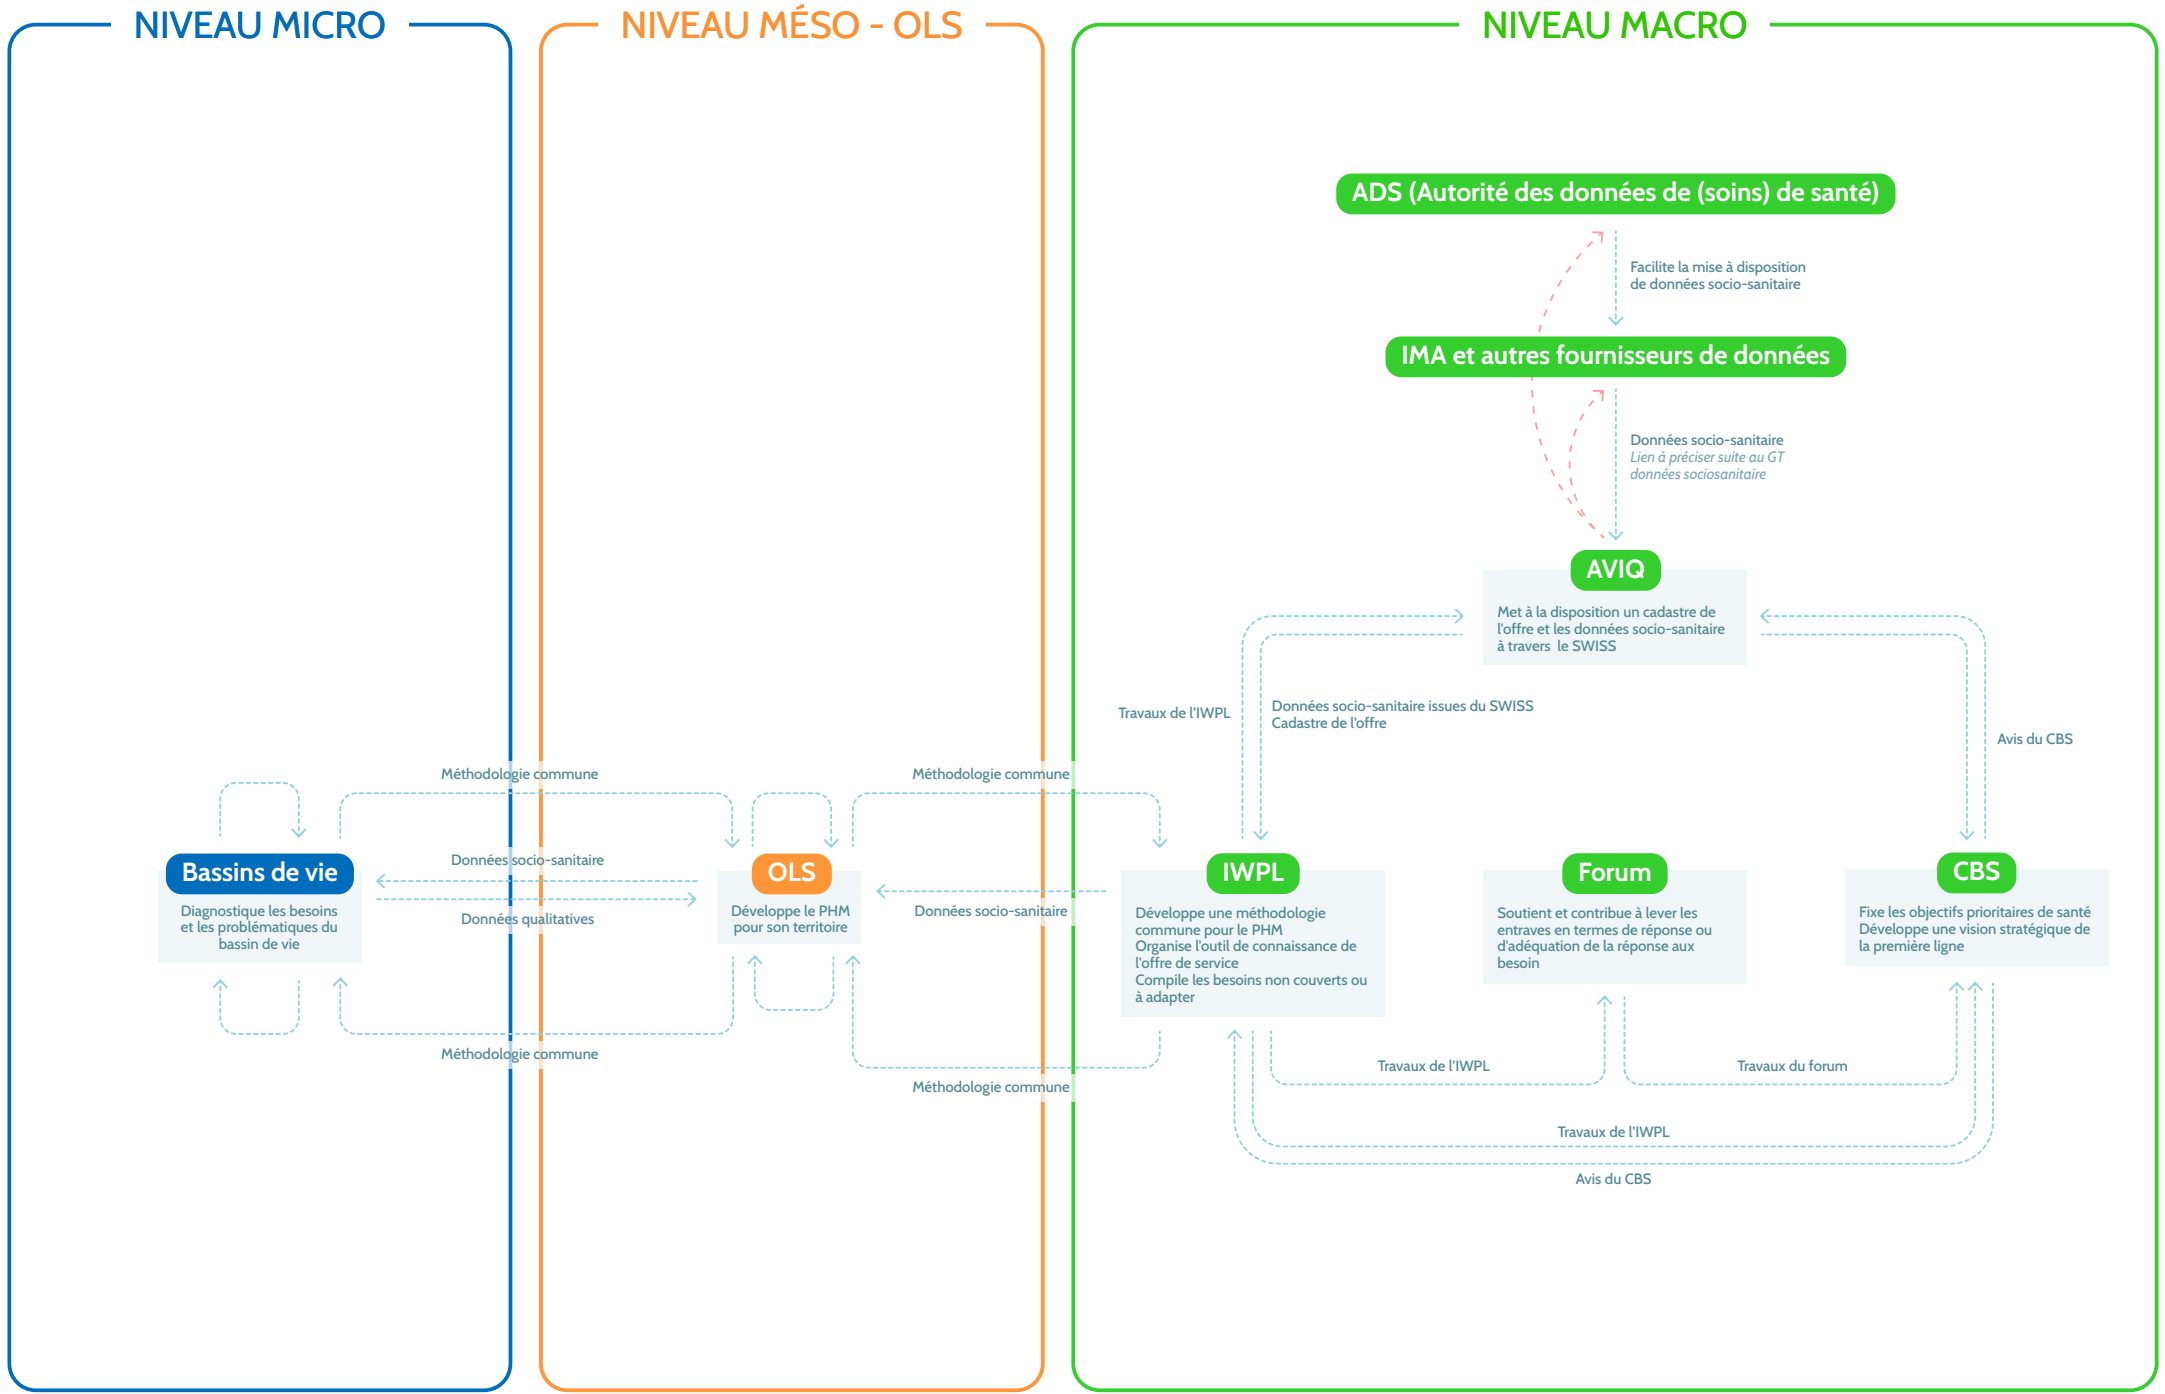 NIVEAU MICRO
NIVEAU MÉSO - OLS
NIVEAU MACRO
ADS (Autorité des données de (soins) de santé)
Facilite la mise à disposition
de données socio-sanitaire
IMA et autres fournisseurs de données
Données socio-sanitaire
Lien à préciser suite au GT
données sociosanitaire
AVIQ
Met à la disposition un cadastre de
l'offre et les données socio-sanitaire
à travers le SWISS
Travaux de l'IWPL
Données socio-sanitaire issues du SWISS
Cadastre de l'offre
Avis du CBS
Méthodologie commune
Méthodologie commune
Bassins de vie
Diagnostique les besoins
et les problématiques du
bassin de vie
Données socio-sanitaire
Données qualitatives
OLS
Développe le PHM
pour son territoire
Données socio-sanitaire
IWPL
Développe une méthodologie
commune pour le PHM
Organise l'outil de connaissance de
l'offre de service
Compile les besoins non couverts ou
à adapter
Forum
Soutient et contribue à lever les
entraves en termes de réponse ou
d'adéquation de la réponse aux
besoin
CBS
Fixe les objectifs prioritaires de santé
Développe une vision stratégique de
la première ligne
Méthodologie commune
Méthodologie commune
Travaux de l'IWPL
Travaux du forum
Travaux de l'IWPL
Avis du CBS